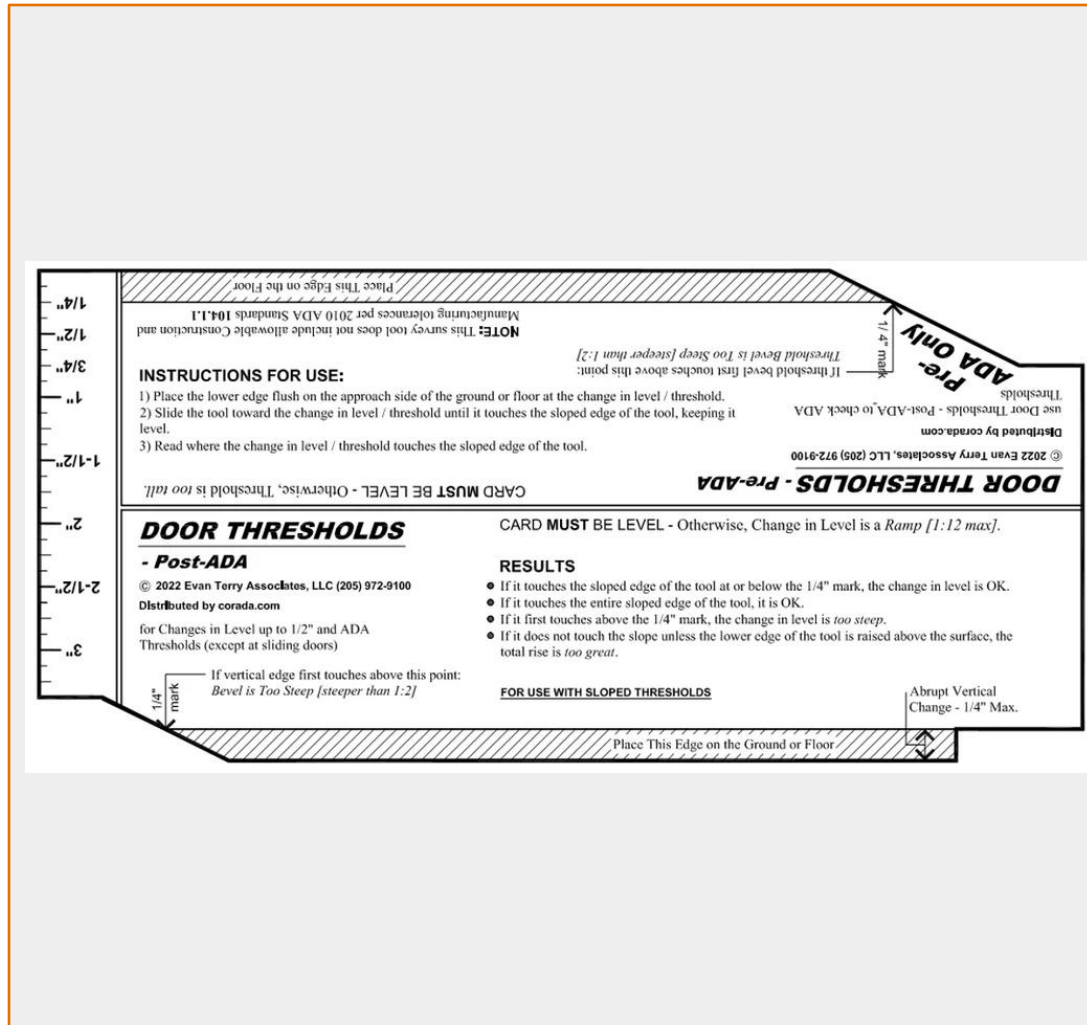 1/4"
1/2"
3/4"
1"
1-1/2"
2"
2-1/2"
3"
Place This Edge on the Floor
NOTE: This survey tool does not include allowable Construction and
Manufacturing tolerances per 2010 ADA Standards 104.1.1
1/4" mark
If threshold bevel first touches above this point:
Threshold Bevel is Too Steep [steeper than 1:2]
Pre-
ADA Only
INSTRUCTIONS FOR USE:
1) Place the lower edge flush on the approach side of the ground or floor at the change in level / threshold.
2) Slide the tool toward the change in level / threshold until it touches the sloped edge of the tool, keeping it
level.
3) Read where the change in level / threshold touches the sloped edge of the tool.
DOOR THRESHOLDS - Pre-ADA
© 2022 Evan Terry Associates, LLC (205) 972-9100
Distributed by corada.com
use Door Thresholds - Post-ADA to check ADA
Thresholds
CARD MUST BE LEVEL - Otherwise, Threshold is too tall.
DOOR THRESHOLDS
- Post-ADA
© 2022 Evan Terry Associates, LLC (205) 972-9100
Distributed by corada.com
for Changes in Level up to 1/2" and ADA
Thresholds (except at sliding doors)
1/4"
mark
If vertical edge first touches above this point:
Bevel is Too Steep [steeper than 1:2]
CARD MUST BE LEVEL - Otherwise, Change in Level is a Ramp [1:12 max].
RESULTS
If it touches the sloped edge of the tool at or below the 1/4" mark, the change in level is OK.
If it touches the entire sloped edge of the tool, it is OK.
If it first touches above the 1/4" mark, the change in level is too steep.
If it does not touch the slope unless the lower edge of the tool is raised above the surface, the
total rise is too great.
FOR USE WITH SLOPED THRESHOLDS
Abrupt Vertical
Change - 1/4" Max.
Place This Edge on the Ground or Floor